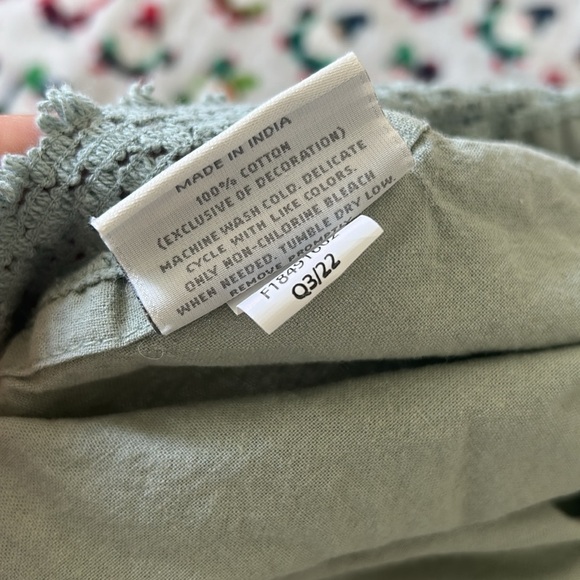 MADE IN INDIA
100% COTTON
(EXCLUSIVE OF DECORATION)
MACHINE WASH COLD. DELICATE
CYCLE WITH LIKE COLORS.
ONLY NON-CHLORINE BLEACH
WHEN NEEDED. TUMBLE DRY LOW.
REMOVE
Q3/22